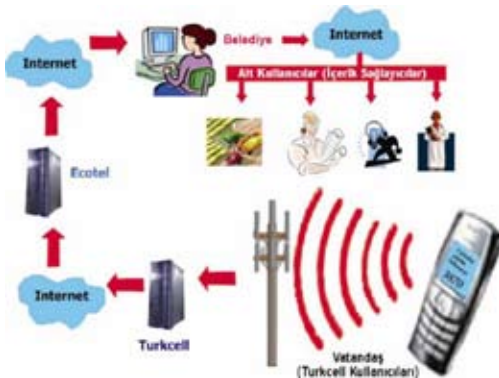 Internet
Belediye
Internet
Alt Kullanıcılar (İçerik Sağlayıcılar)
Ecotel
Internet
Turkcell
Vatandaş
(Turkcell Kullanıcıları)